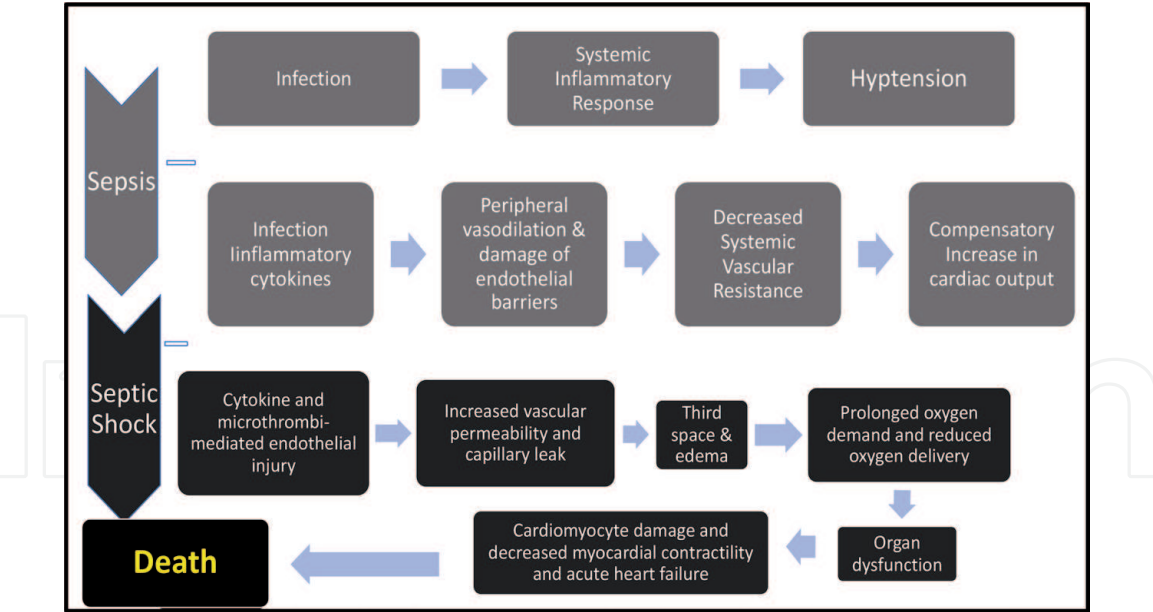 Infection
Systemic
Inflammatory
Response
Hyptension
Sepsis
Infection
Iinflammatory
cytokines
Peripheral
vasodilation &
damage of
endothelial
barriers
Decreased
Systemic
Vascular
Resistance
Compensatory
Increase in
cardiac output
Septic
Shock
Cytokine and
microthrombi-
mediated endothelial
injury
Increased vascular
permeability and
capillary leak
Third
space &
edema
Prolonged oxygen
demand and reduced
oxygen delivery
Organ
dysfunction
Cardiomyocyte damage and
decreased myocardial contractility
and acute heart failure
Death